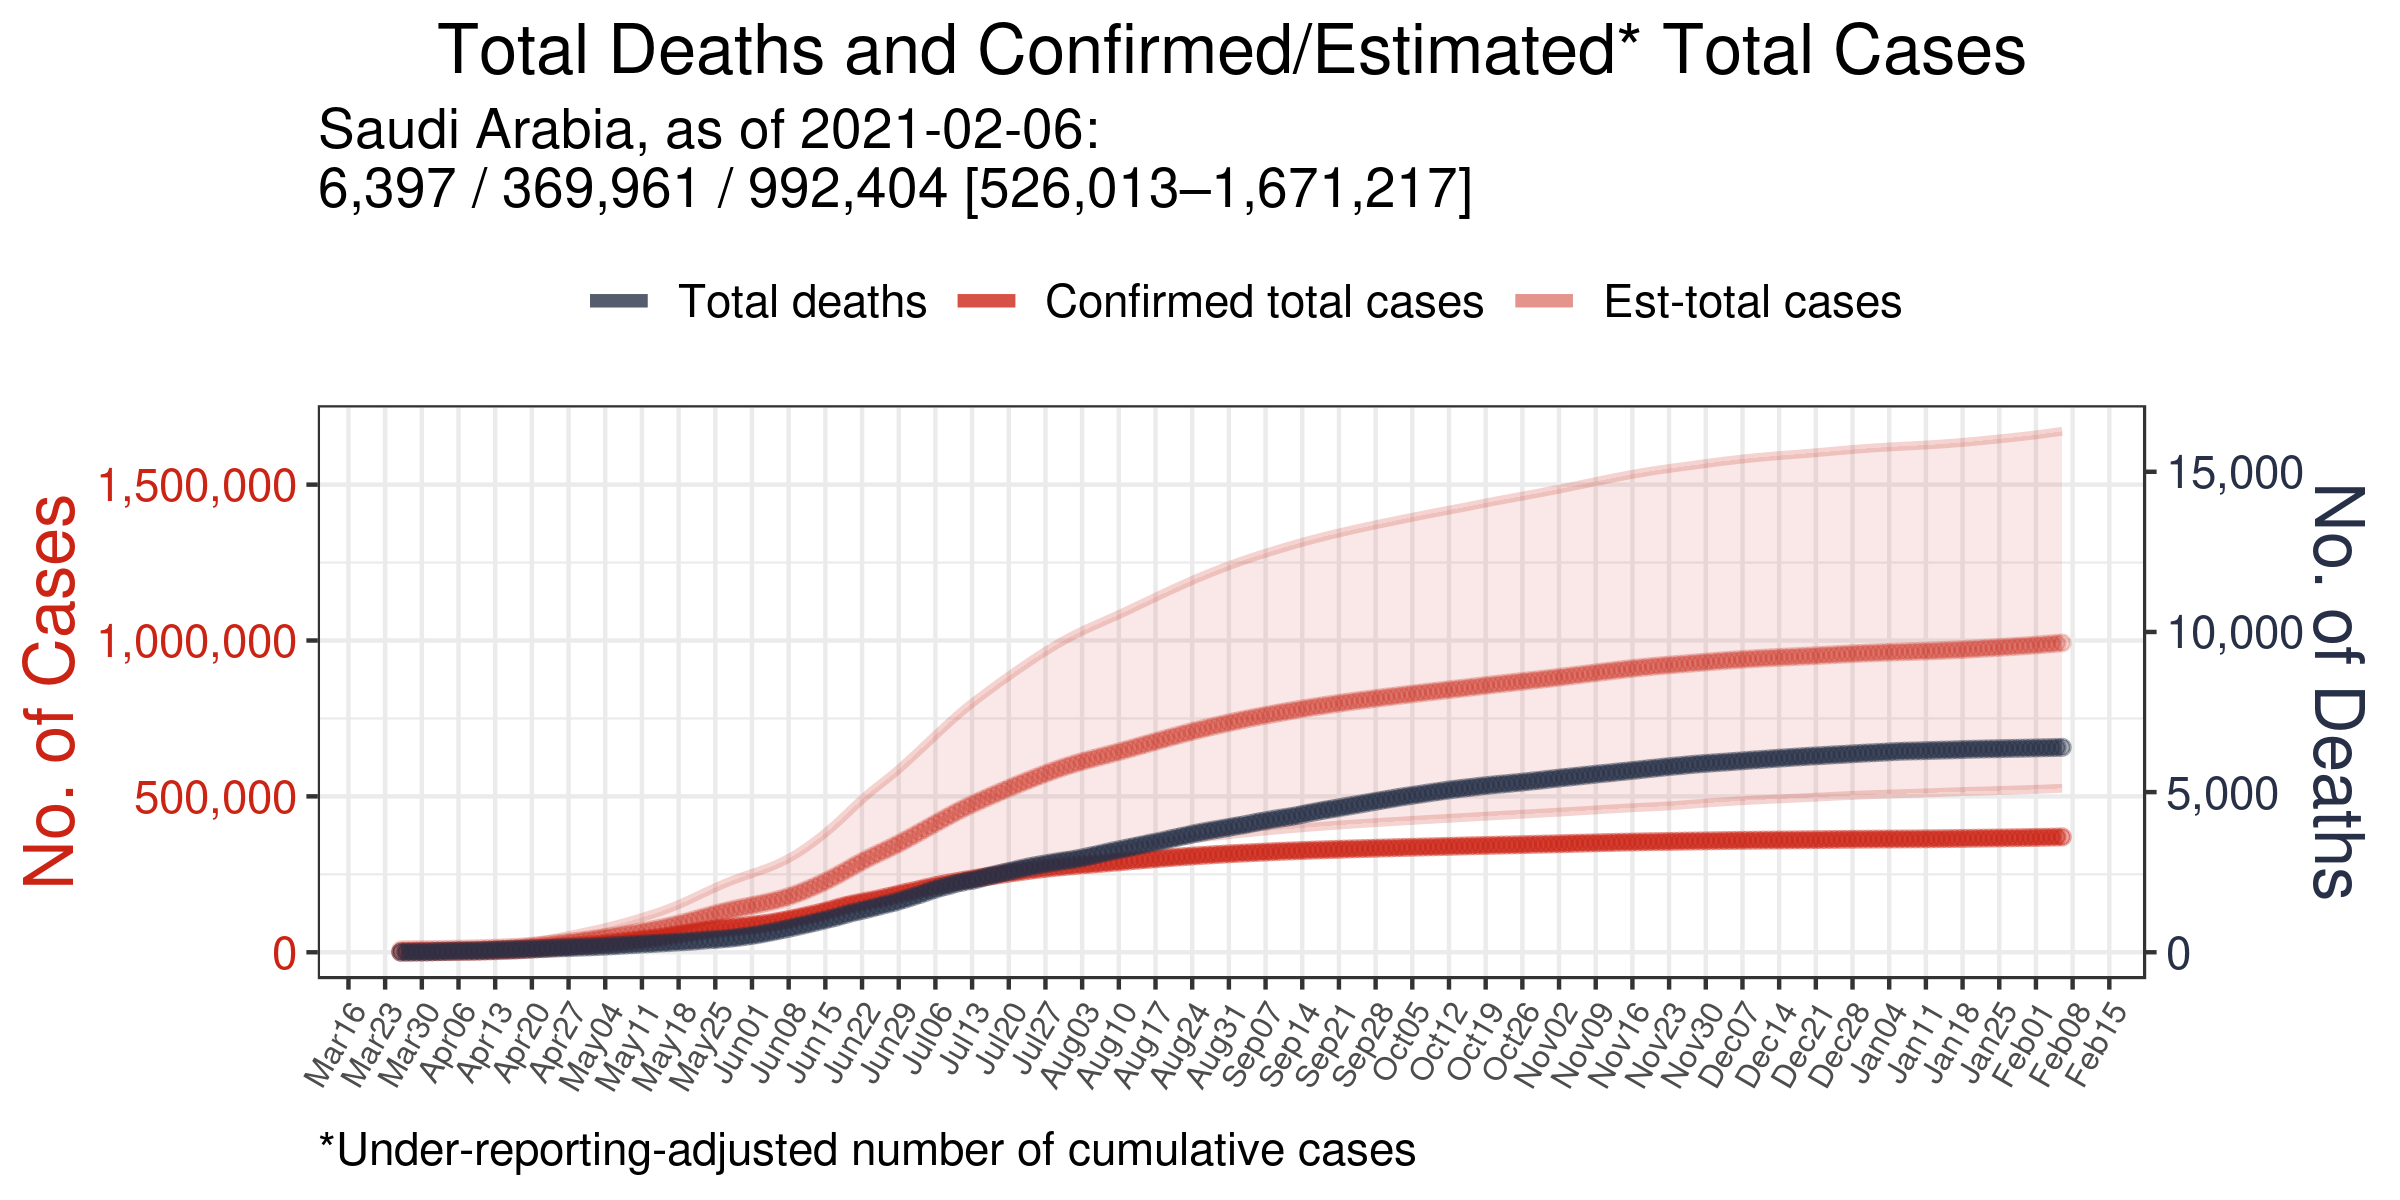 Total Deaths and Confirmed/Estimated* Total Cases
Saudi Arabia, as of 2021-02-06:
6,397 / 369,961 / 992,404 [526,013–1,671,217]
Total deaths
Confirmed total cases
Est-total cases
No. of Cases
1,500,000
1,000,000
500,000
0
15,000
10,000
5,000
0
No. of Deaths
Mar16
Mar23
Mar30
Apr06
Apr13
Apr20
Apr27
May04
May11
May18
May25
Jun01
Jun08
Jun15
Jun22
Jun29
Jul06
Jul13
Jul20
Jul27
Aug03
Aug10
Aug17
Aug24
Aug31
Sep07
Sep14
Sep21
Sep28
Oct05
Oct12
Oct19
Oct26
Nov02
Nov09
Nov16
Nov23
Nov30
Dec07
Dec14
Dec21
Dec28
Jan04
Jan11
Jan18
Jan25
Feb01
Feb08
Feb15
*Under-reporting-adjusted number of cumulative cases